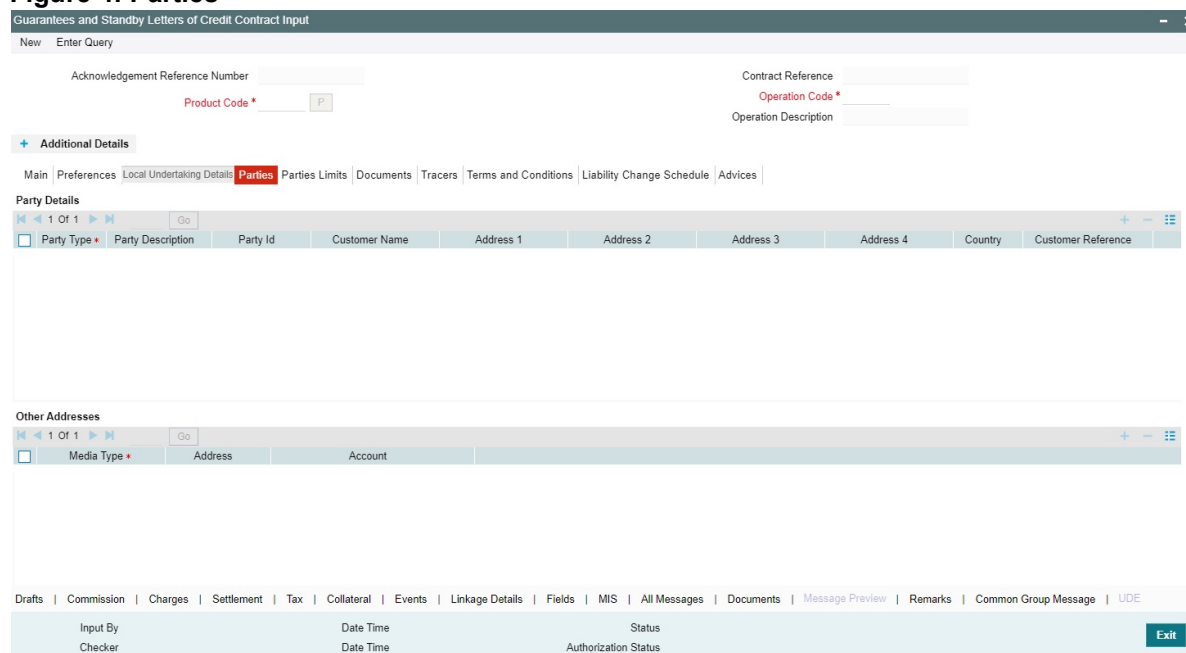 Guarantees and Standby Letters of Credit Contract Input
New Enter Query
Acknowledgement Reference Number Contract Reference
Product Code * P Operation Code *
Operation Description
+ Additional Details
Main Preferences Local Undertaking Details Parties Parties Limits Documents Tracers Terms and Conditions Liability Change Schedule Advices
Party Details
1 Of 1 Go
Party Type * Party Description Party Id Customer Name Address 1 Address 2 Address 3 Address 4 Country Customer Reference
Other Addresses
1 Of 1 Go
Media Type * Address Account
Drafts | Commission | Charges | Settlement | Tax | Collateral | Events | Linkage Details | Fields | MIS | All Messages | Documents | Message Preview | Remarks | Common Group Message | UDE
Input By Date Time Status
Exit
Checker Date Time Authorization Status